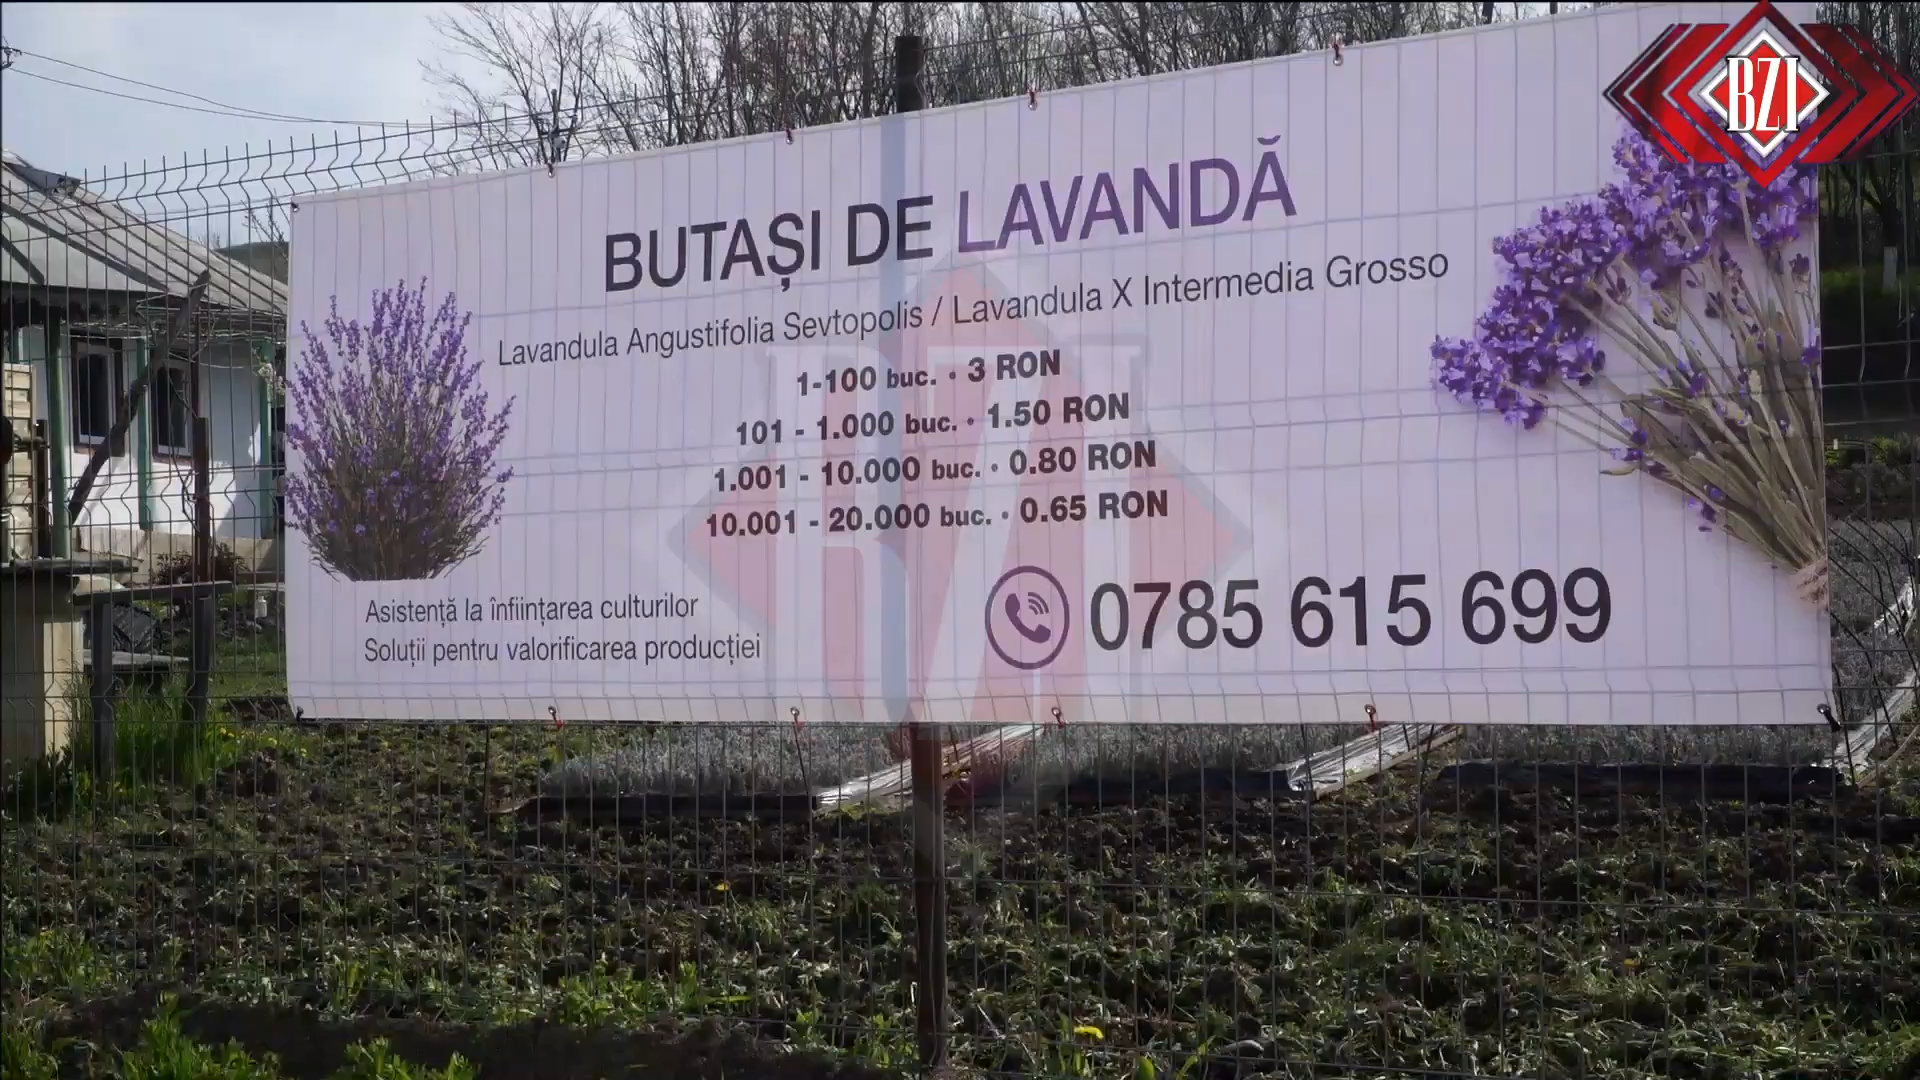 BZI
BUTAȘI DE LAVANDĂ
Lavandula Angustifolia Sevtopolis / Lavandula X Intermedia Grosso
1-100 buc. • 3 RON
101 - 1.000 buc. • 1.50 RON
1.001 - 10.000 buc. • 0.80 RON
10.001 - 20.000 buc. • 0.65 RON
Asistență la înființarea culturilor
Soluții pentru valorificarea producției
0785 615 699
BZI